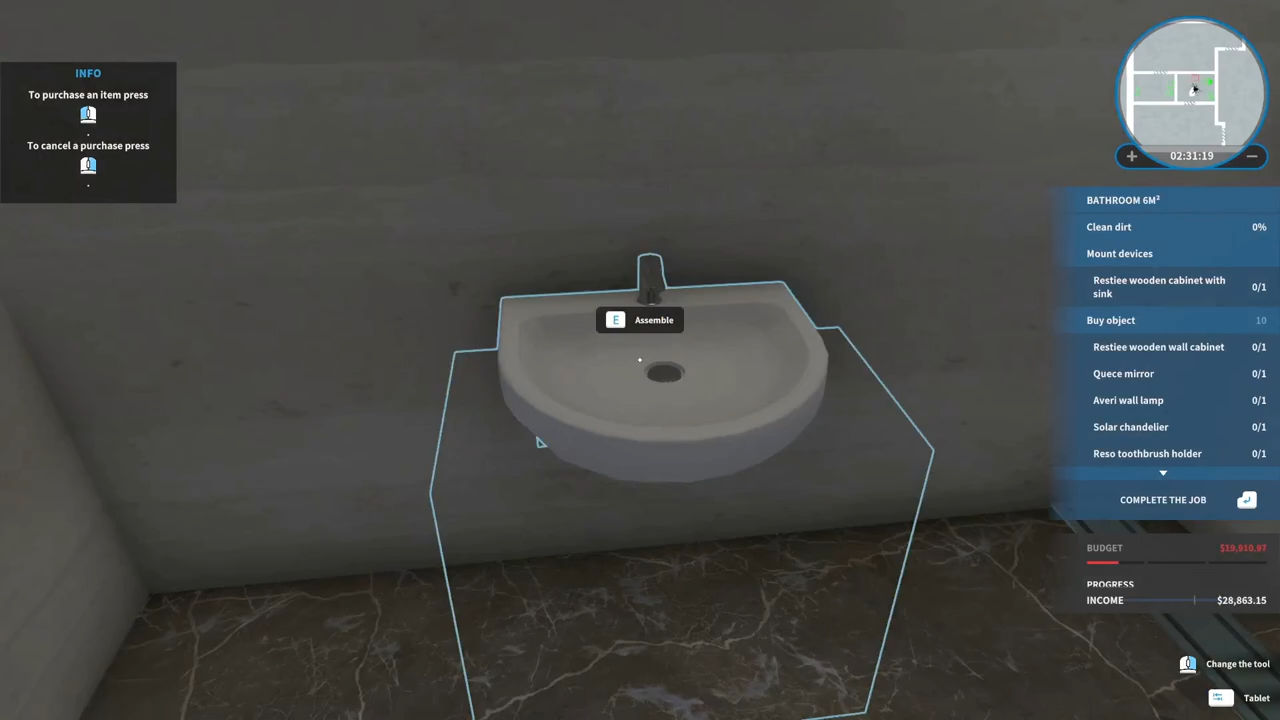 INFO
To purchase an item press
.
To cancel a purchase press
.
E Assemble
+ 02:31:19 −
BATHROOM 6M²
Clean dirt 0%
Mount devices
Restiee wooden cabinet with
sink 0/1
Buy object 10
Restiee wooden wall cabinet 0/1
Quece mirror 0/1
Averi wall lamp 0/1
Solar chandelier 0/1
Reso toothbrush holder 0/1
COMPLETE THE JOB
BUDGET $19,910.97
PROGRESS
INCOME $28,863.15
Change the tool
Tablet